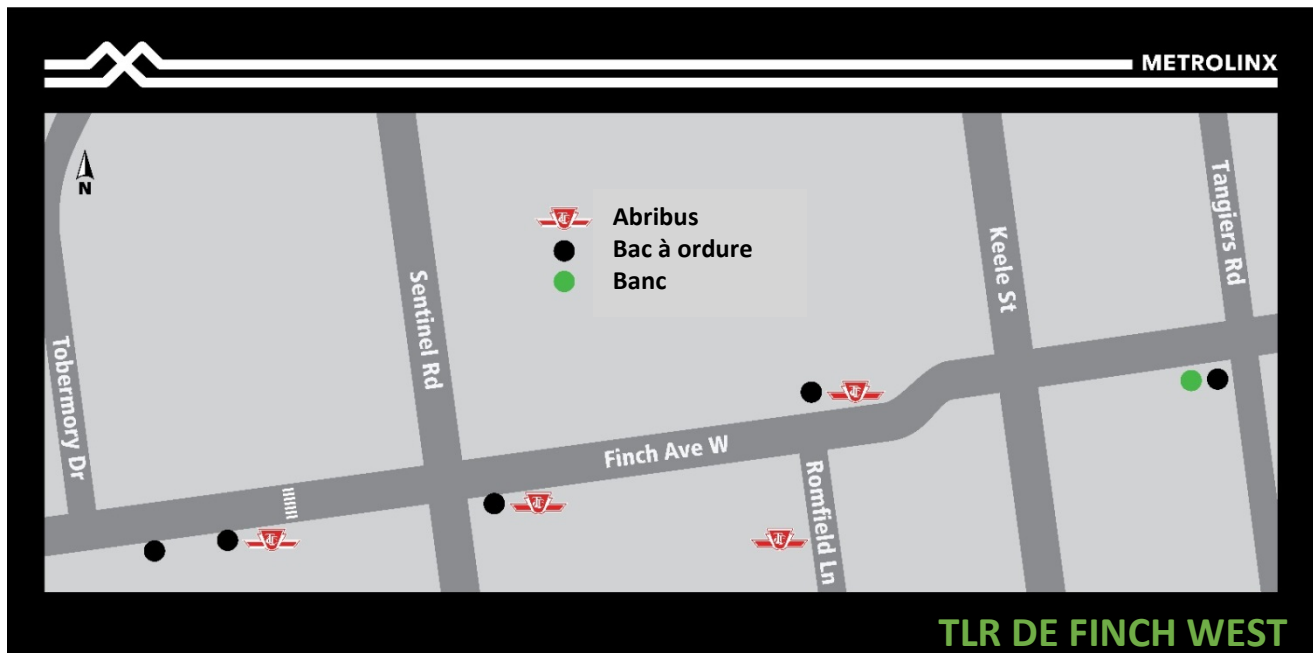 METROLINX
N
Abribus
Bac à ordure
Banc
Tobermory Dr
Sentinel Rd
Keele St
Tangiers Rd
Finch Ave W
Romfield Ln
TLR DE FINCH WEST